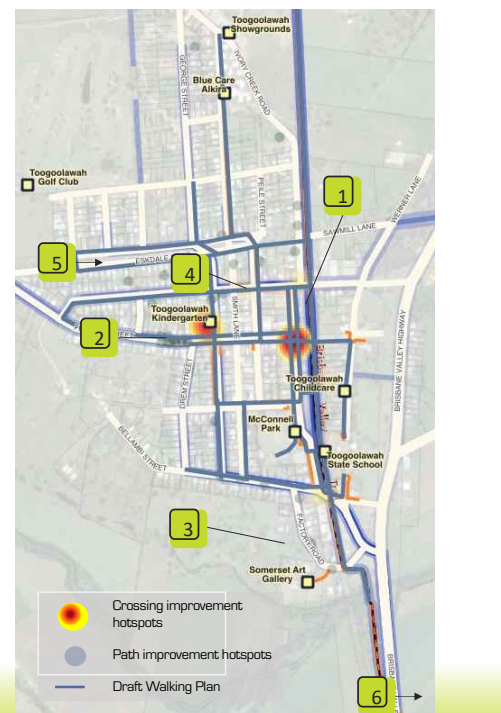 Toogoolawah
Showgrounds
GEORGE STREET
IVORY CREEK ROAD
Blue Care
Alkira
Toogoolawah
Golf Club
PEILE STREET
1
WERNER LANE
SAWMILL LANE
5
ESKDALE
4
Toogoolawah
Kindergarten
SMITH LANE
2
BRISBANE VALLEY HIGHWAY
DREM STREET
Toogoolawah
Childcare
McConnell
Park
BELLAMBI STREET
Toogoolawah
State School
3
FACTORY ROAD
Somerset Art
Gallery
Crossing improvement
hotspots
Path improvement hotspots
Draft Walking Plan
6